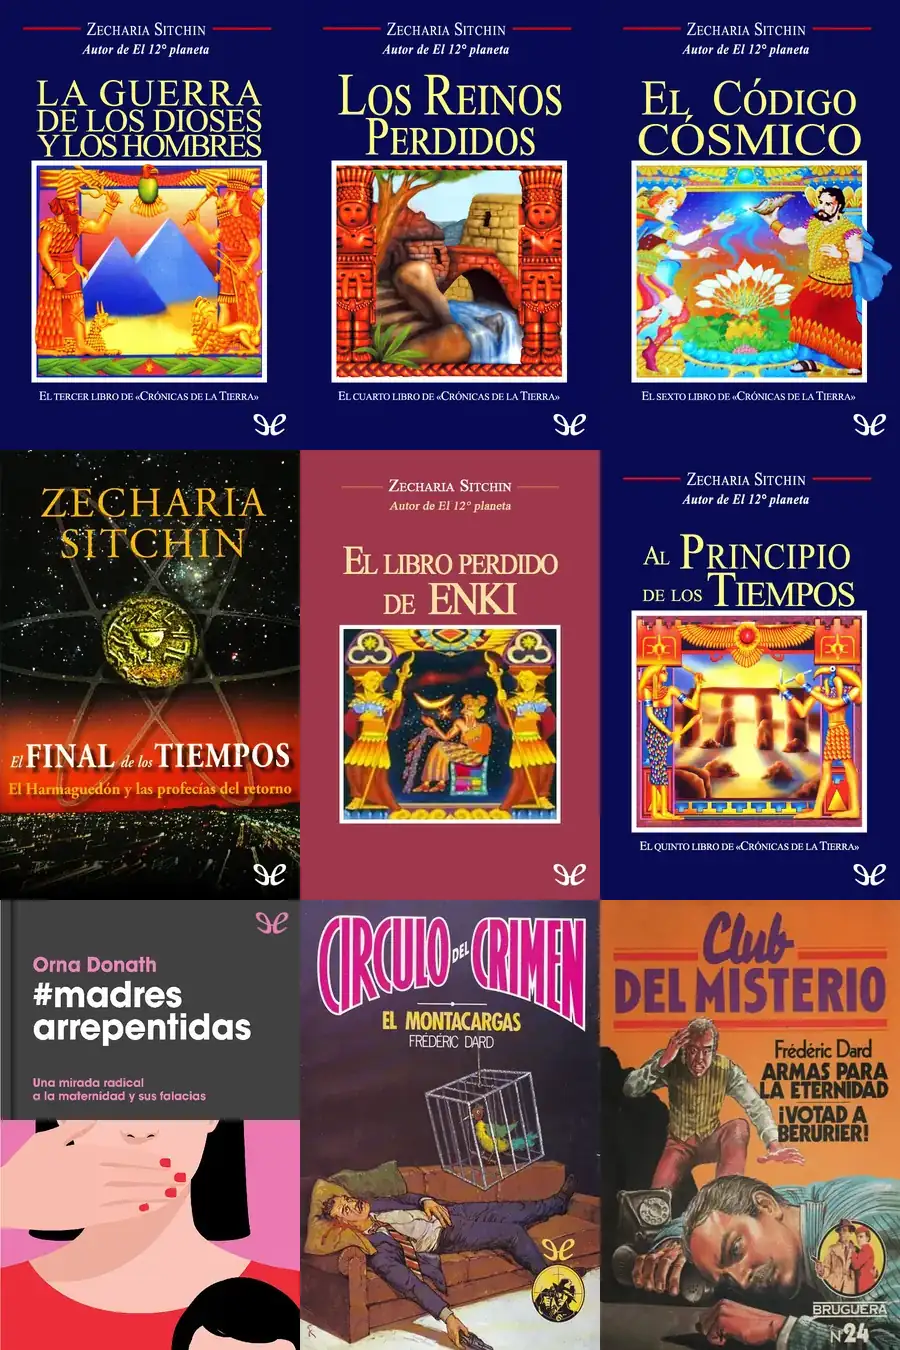 ZECHARIA SITCHIN
Autor de El 12° planeta
LA GUERRA
DE LOS DIOSES
Y LOS HOMBRES
EL TERCER LIBRO DE «CRÓNICAS DE LA TIERRA»
ZECHARIA SITCHIN
Autor de El 12° planeta
LOS REINOS
PERDIDOS
EL CUARTO LIBRO DE «CRÓNICAS DE LA TIERRA»
ZECHARIA SITCHIN
Autor de El 12° planeta
EL CÓDIGO
CÓSMICO
EL SEXTO LIBRO DE «CRÓNICAS DE LA TIERRA»
ZECHARIA
SITCHIN
El FINAL de los TIEMPOS
El Harmaguedón y las profecías del retorno
ZECHARIA SITCHIN
Autor de El 12° planeta
EL LIBRO PERDIDO
DE ENKI
ZECHARIA SITCHIN
Autor de El 12° planeta
AL PRINCIPIO
DE LOS TIEMPOS
EL QUINTO LIBRO DE «CRÓNICAS DE LA TIERRA»
Orna Donath
#madres
arrepentidas
Una mirada radical
a la maternidad y sus falacias
CIRCULO DEL CRIMEN
EL MONTACARGAS
FRÉDÉRIC DARD
Club
DEL MISTERIO
Frédéric Dard
ARMAS PARA
LA ETERNIDAD
¡VOTAD A
BERURIER!
BRUGUERA
Nº 24